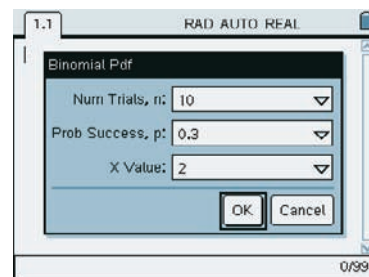 1.1 RAD AUTO REAL
Binomial Pdf
Num Trials, n: 10
Prob Success, p: 0.3
X Value: 2
OK Cancel
0/99